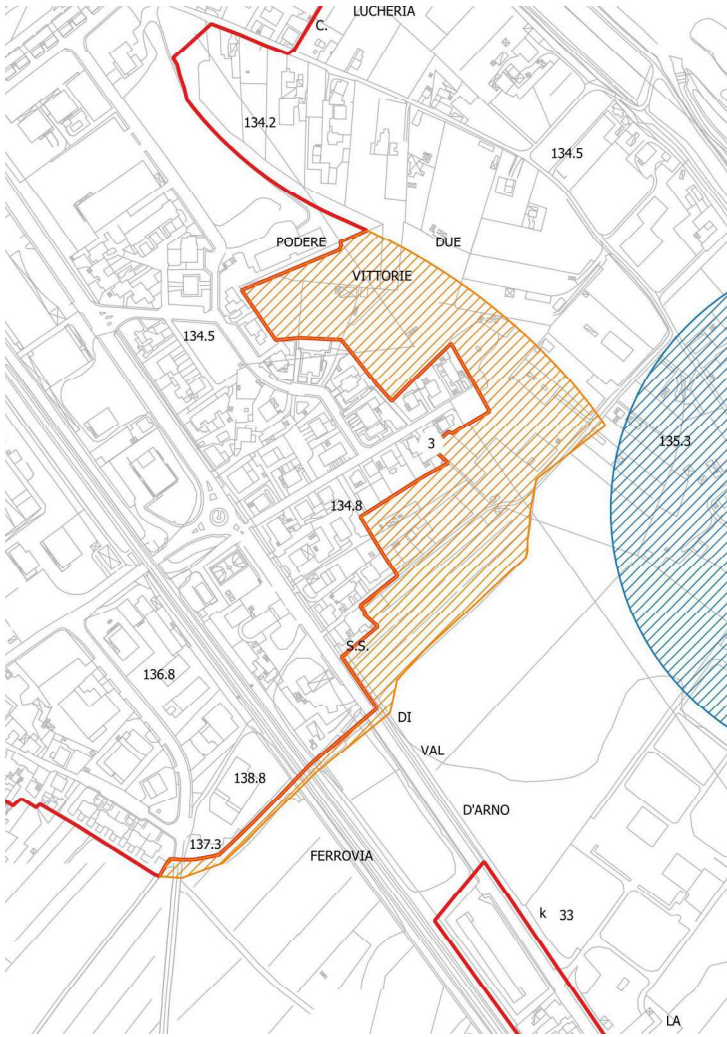 LUCHERIA
C.
134.2
134.5
PODERE DUE
VITTORIE
134.5
3
135.3
134.8
S.S.
136.8
DI
VAL
138.8
D'ARNO
137.3
FERROVIA
k 33
LA